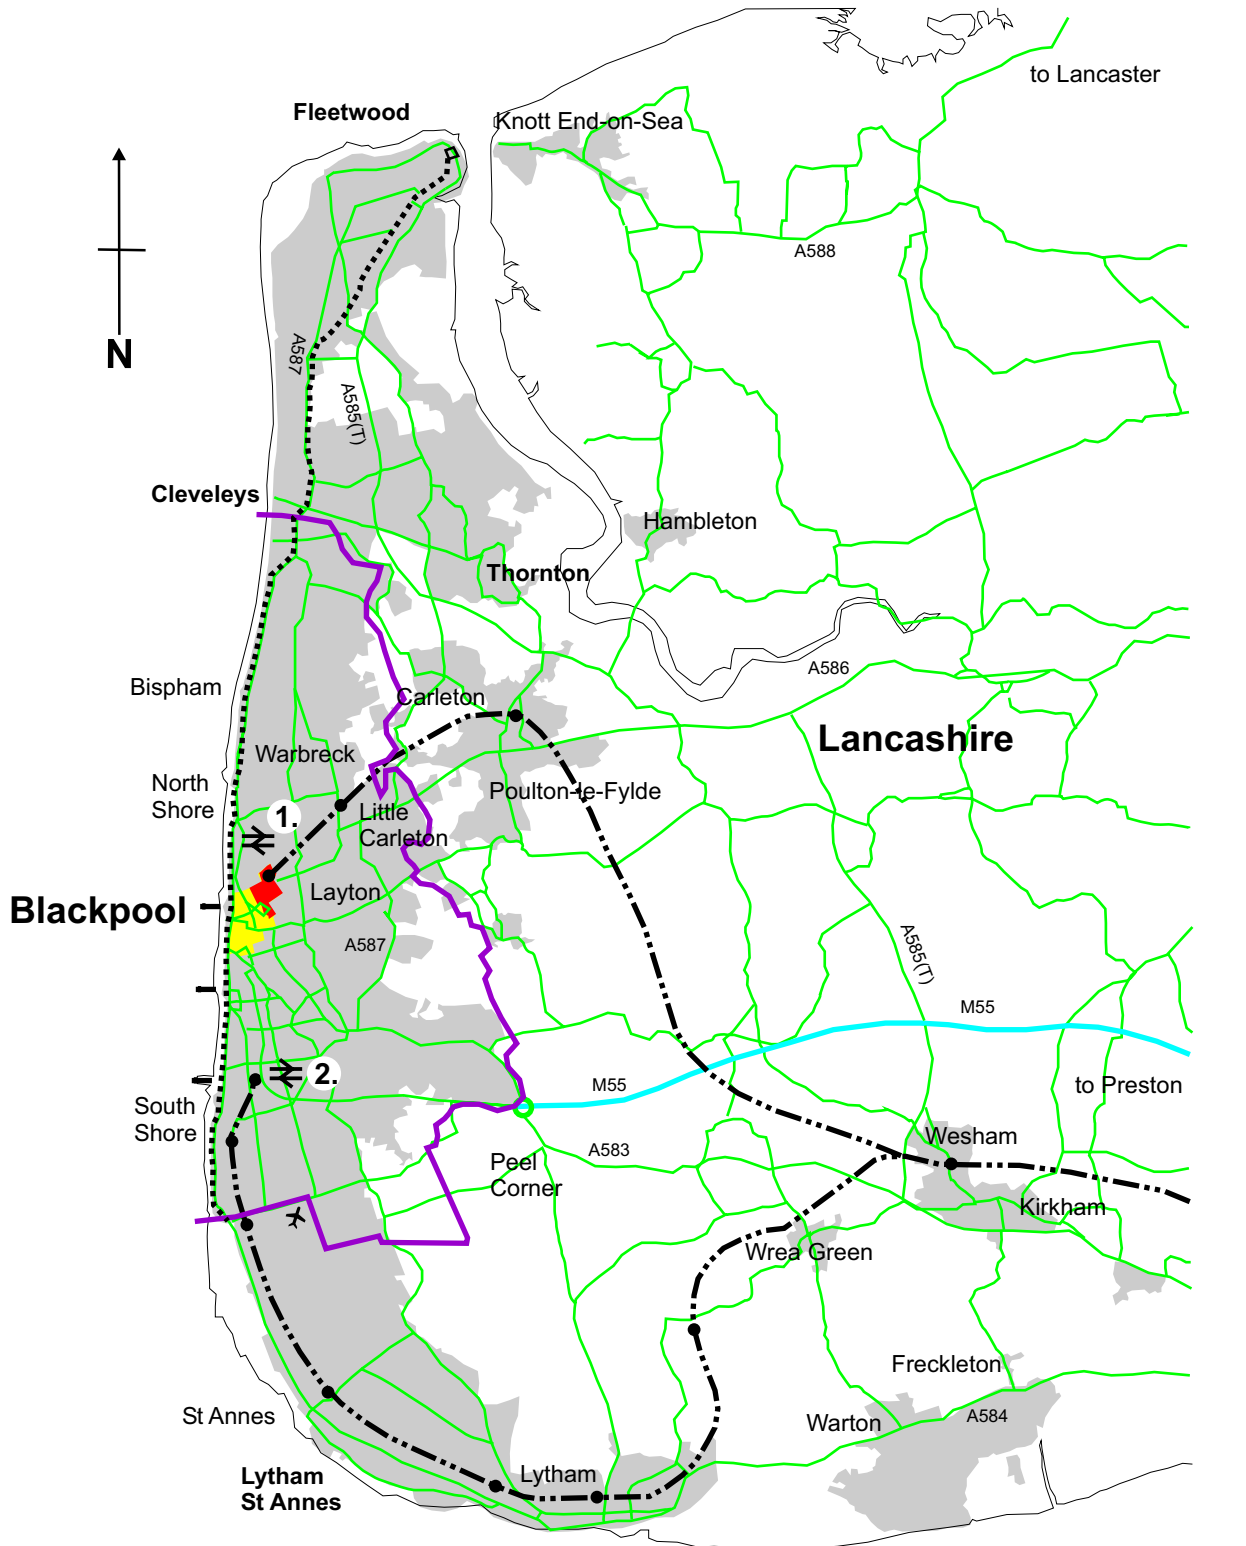 to Lancaster
Fleetwood
Knott End-on-Sea
A588
N
A587
A585(T)
Cleveleys
Hambleton
Thornton
A586
Bispham
Carleton
Lancashire
Warbreck
North
Shore
Poulton-le-Fylde
1.
Little
Carleton
Layton
Blackpool
A587
A585(T)
M55
2.
M55
to Preston
South
Shore
Wesham
A583
Peel
Corner
Kirkham
Wrea Green
Freckleton
St Annes
Warton
A584
Lytham
Lytham
St Annes